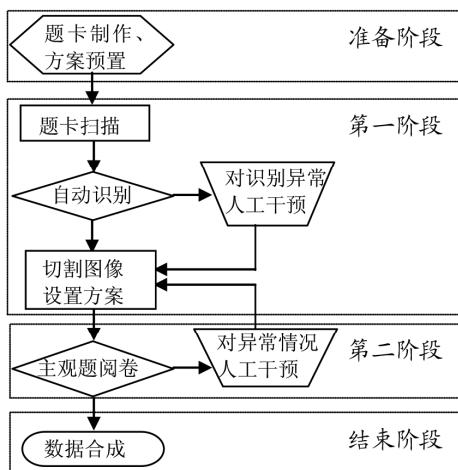 题卡制作、
方案预置
准备阶段
题卡扫描
第一阶段
自动识别
对识别异常
人工干预
切割图像
设置方案
主观题阅卷
对异常情况
人工干预
第二阶段
数据合成
结束阶段